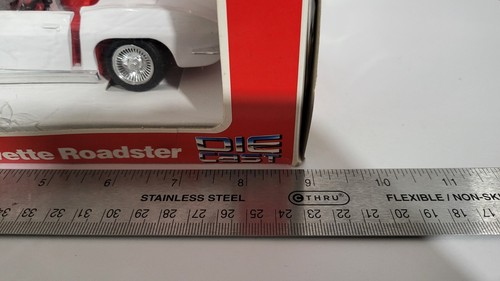 vette Roadster
DIE
CAST
5 6 7 8 9 10 11
STAINLESS STEEL C-THRU® FLEXIBLE / NON-SK
34 33 32 31 30 29 28 27 26 25 24 23 22 21 20 19 18 17